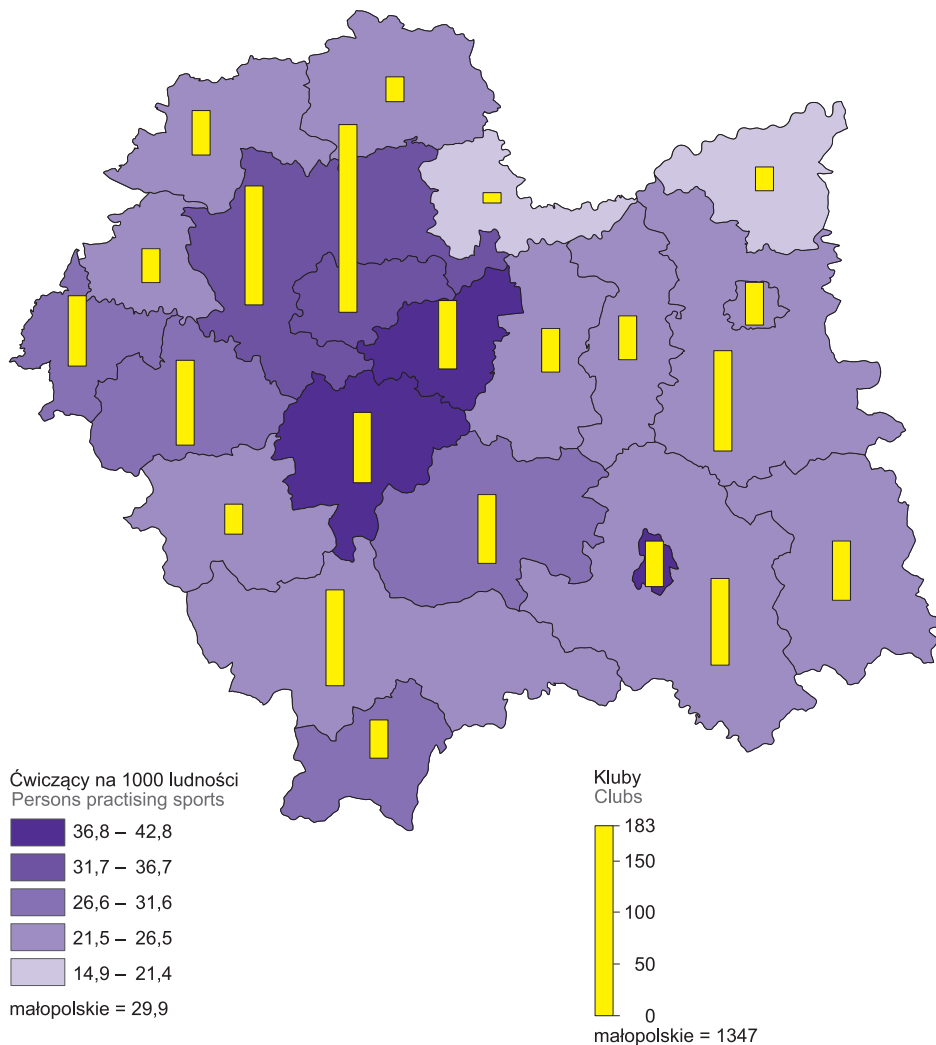 Ćwiczący na 1000 ludności
Persons practising sports
36,8 – 42,8
31,7 – 36,7
26,6 – 31,6
21,5 – 26,5
14,9 – 21,4
małopolskie = 29,9
Kluby
Clubs
183
150
100
50
0
małopolskie = 1347